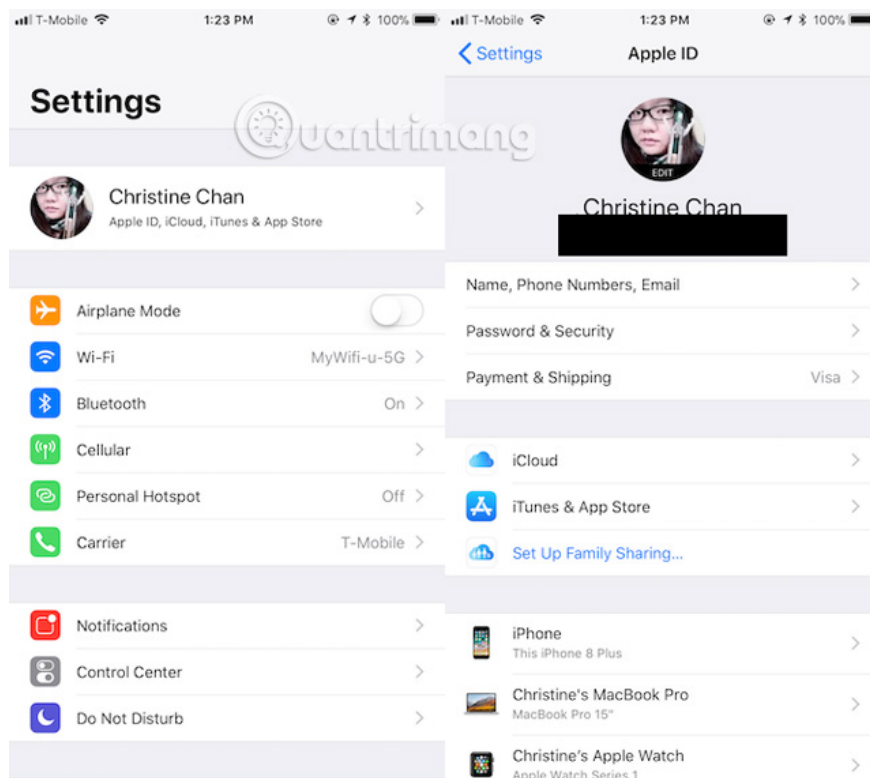 T-Mobile 1:23 PM 100%
Settings
Quantrimang
Christine Chan
Apple ID, iCloud, iTunes & App Store
Airplane Mode
Wi-Fi MyWifi-u-5G
Bluetooth On
Cellular
Personal Hotspot Off
Carrier T-Mobile
Notifications
Control Center
Do Not Disturb
T-Mobile 1:23 PM 100%
Settings Apple ID
EDIT
Christine Chan
Name, Phone Numbers, Email
Password & Security
Payment & Shipping Visa
iCloud
iTunes & App Store
Set Up Family Sharing...
iPhone
This iPhone 8 Plus
Christine's MacBook Pro
MacBook Pro 15"
Christine's Apple Watch
Apple Watch Series 1